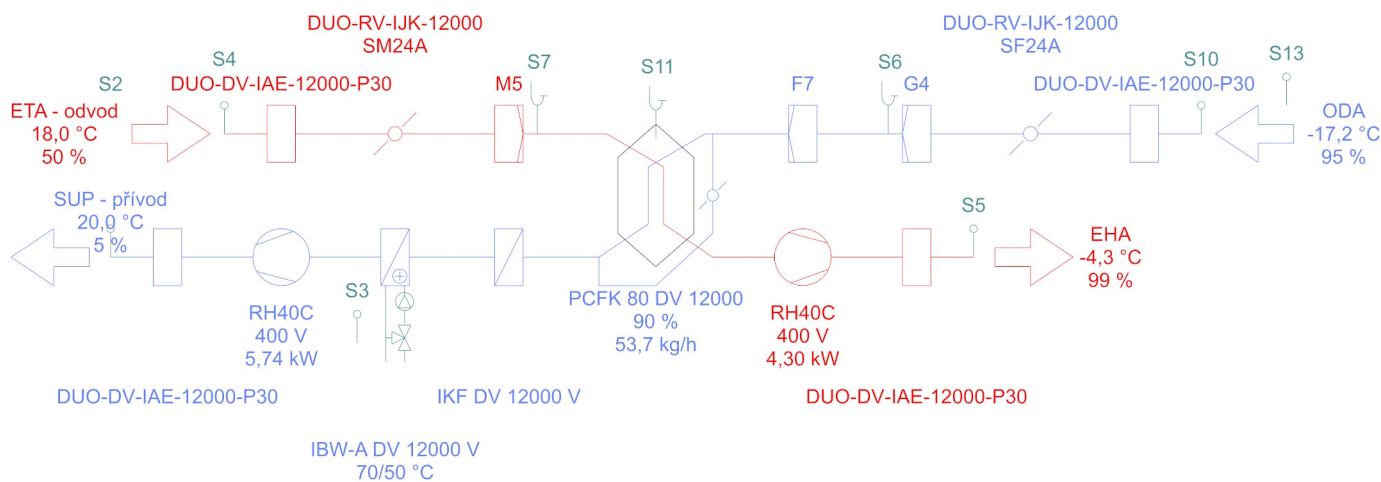 DUO-RV-IJK-12000
SM24A
DUO-RV-IJK-12000
SF24A
S2
S4
DUO-DV-IAE-12000-P30
M5
S7
S11
F7
S6
G4
DUO-DV-IAE-12000-P30
S10
S13
ETA - odvod
18,0 °C
50 %
ODA
-17,2 °C
95 %
SUP - přívod
20,0 °C
5 %
S5
EHA
-4,3 °C
99 %
S3
RH40C
400 V
5,74 kW
PCFK 80 DV 12000
90 %
53,7 kg/h
RH40C
400 V
4,30 kW
DUO-DV-IAE-12000-P30
IKF DV 12000 V
DUO-DV-IAE-12000-P30
IBW-A DV 12000 V
70/50 °C